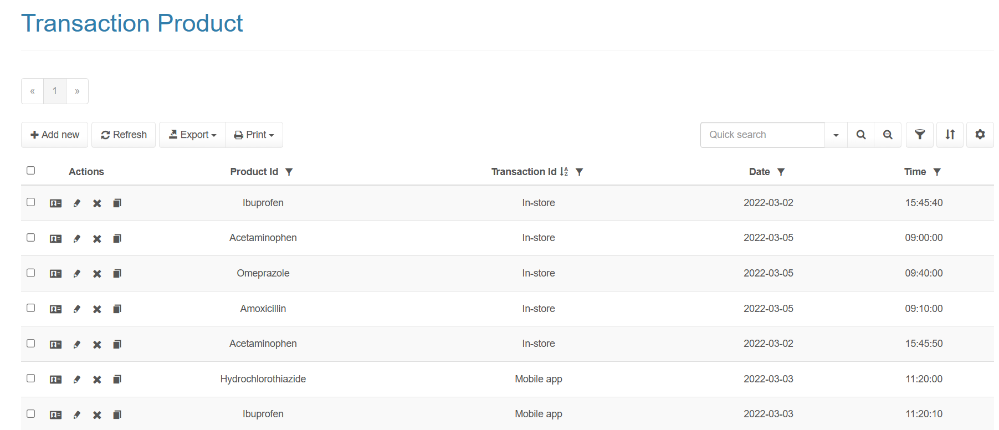 Transaction Product
« 1 »
Add new Refresh Export Print Quick search
Actions Product Id Transaction Id Date Time
Ibuprofen In-store 2022-03-02 15:45:40
Acetaminophen In-store 2022-03-05 09:00:00
Omeprazole In-store 2022-03-05 09:40:00
Amoxicillin In-store 2022-03-05 09:10:00
Acetaminophen In-store 2022-03-02 15:45:50
Hydrochlorothiazide Mobile app 2022-03-03 11:20:00
Ibuprofen Mobile app 2022-03-03 11:20:10